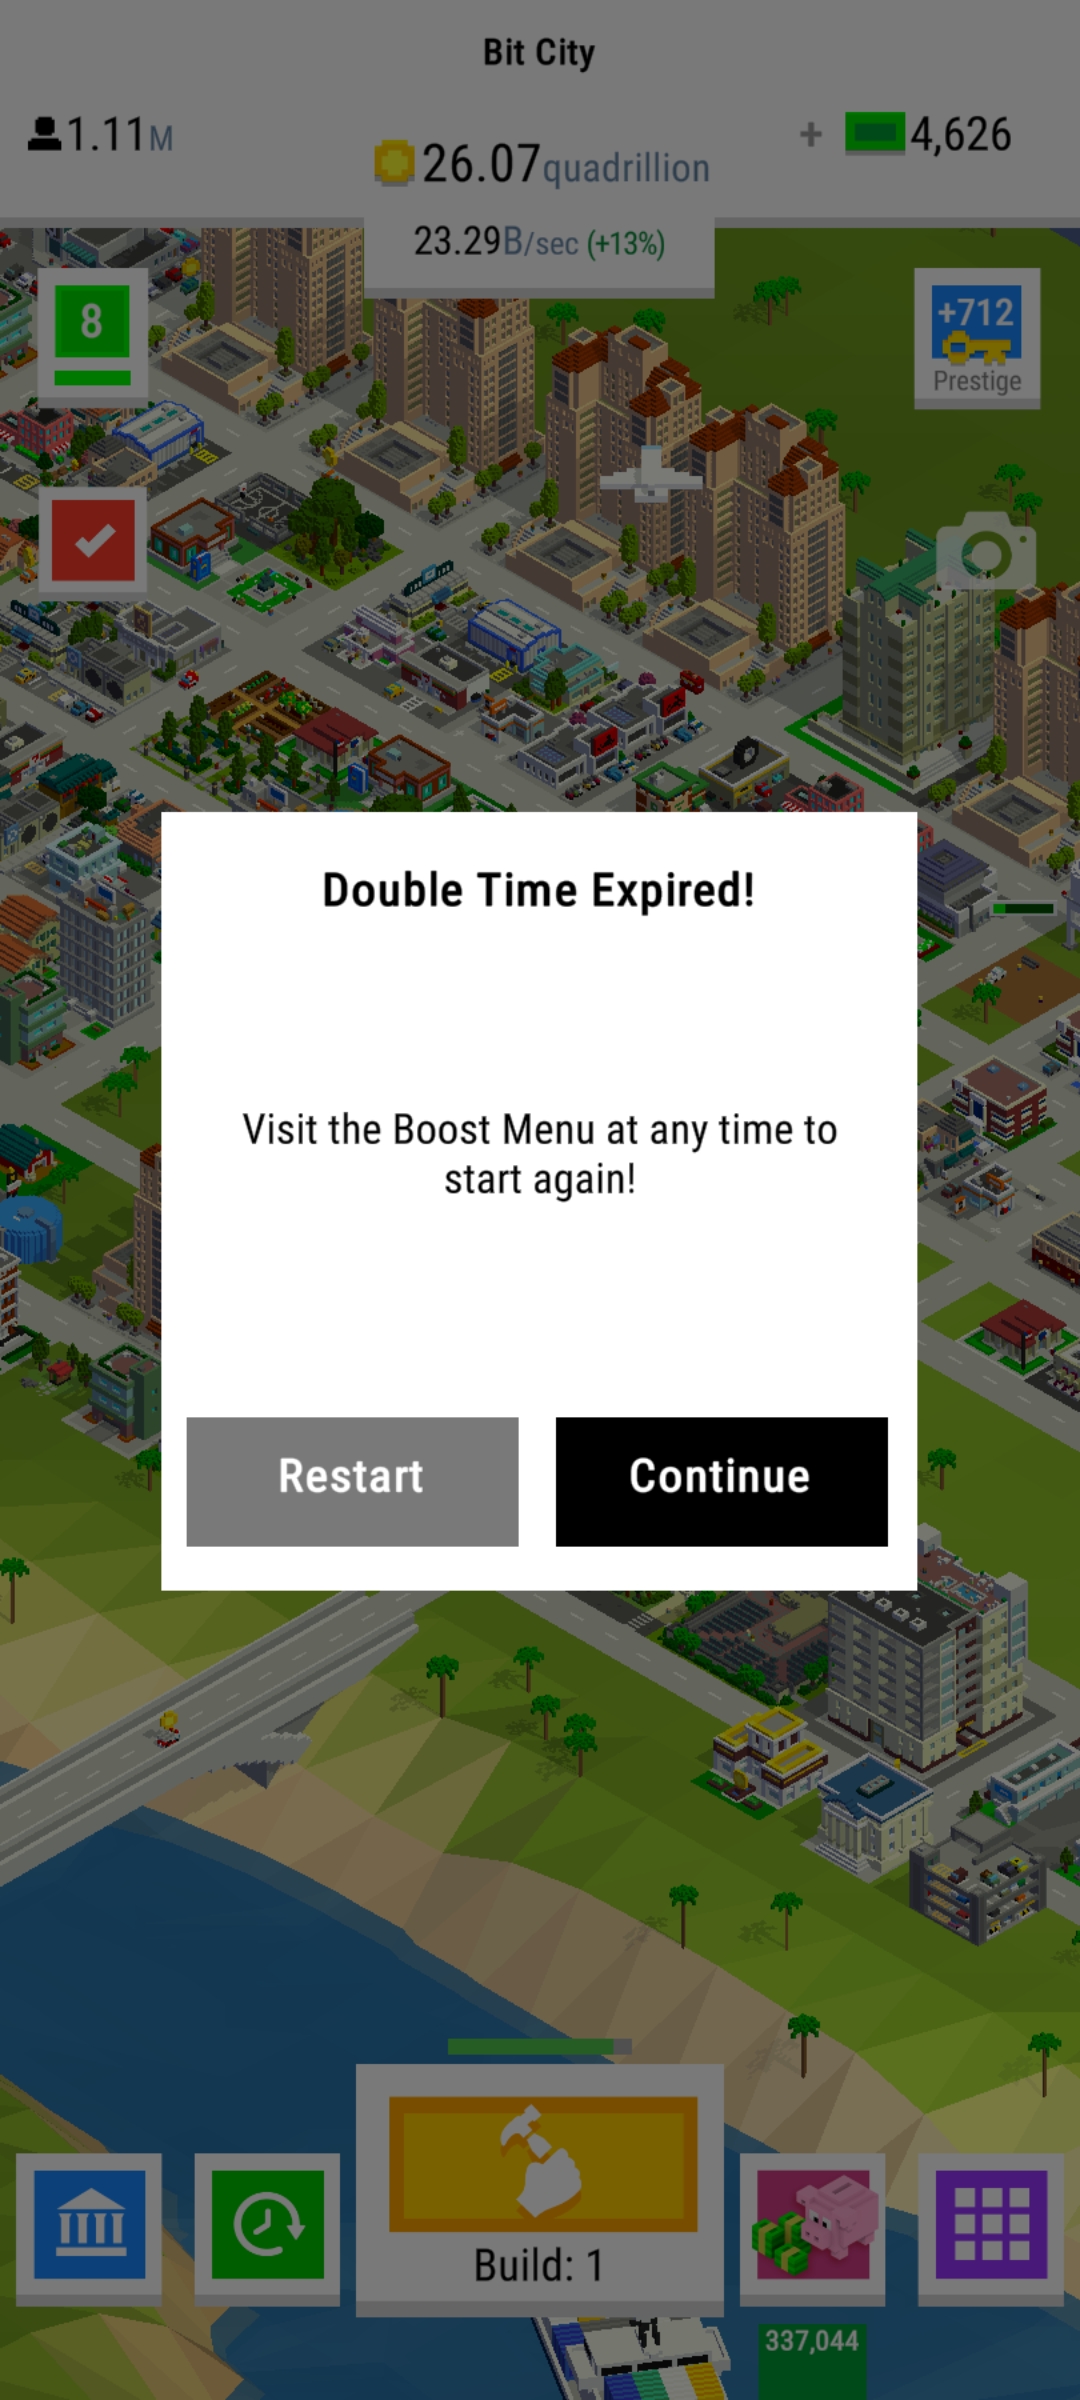 Bit City
1.11M
26.07quadrillion
+ 4,626
23.29B/sec (+13%)
8
+712
Prestige
Double Time Expired!
Visit the Boost Menu at any time to
start again!
Restart
Continue
Build: 1
337,044